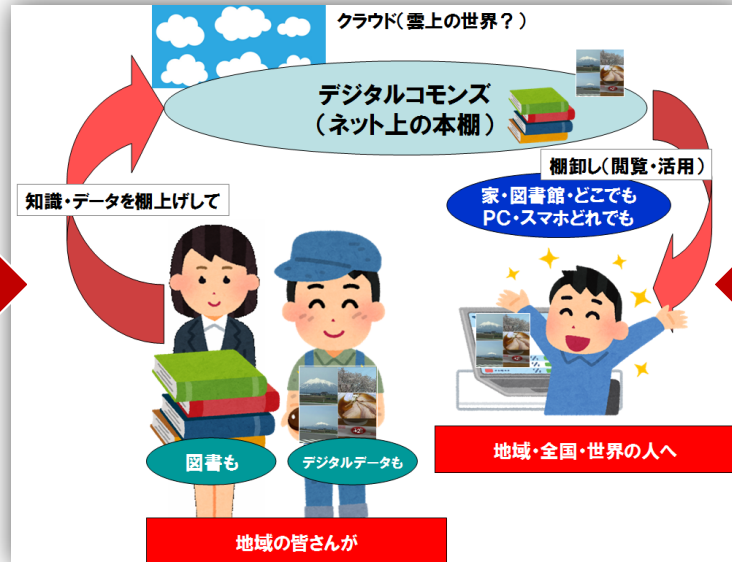 クラウド(雲上の世界?)
デジタルコモンズ
(ネット上の本棚)
棚卸し(閲覧・活用)
知識・データを棚上げして
家・図書館・どこでも
PC・スマホどれでも
図書も
デジタルデータも
地域・全国・世界の人へ
地域の皆さんが